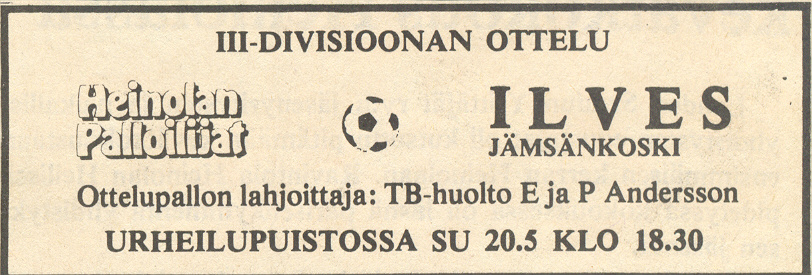 III-DIVISIOONAN OTTELU
Heinolan
Palloilijat
ILVES
JÄMSÄNKOSKI
Ottelupallon lahjoittaja: TB-huolto E ja P Andersson
URHEILUPUISTOSSA SU 20.5 KLO 18.30